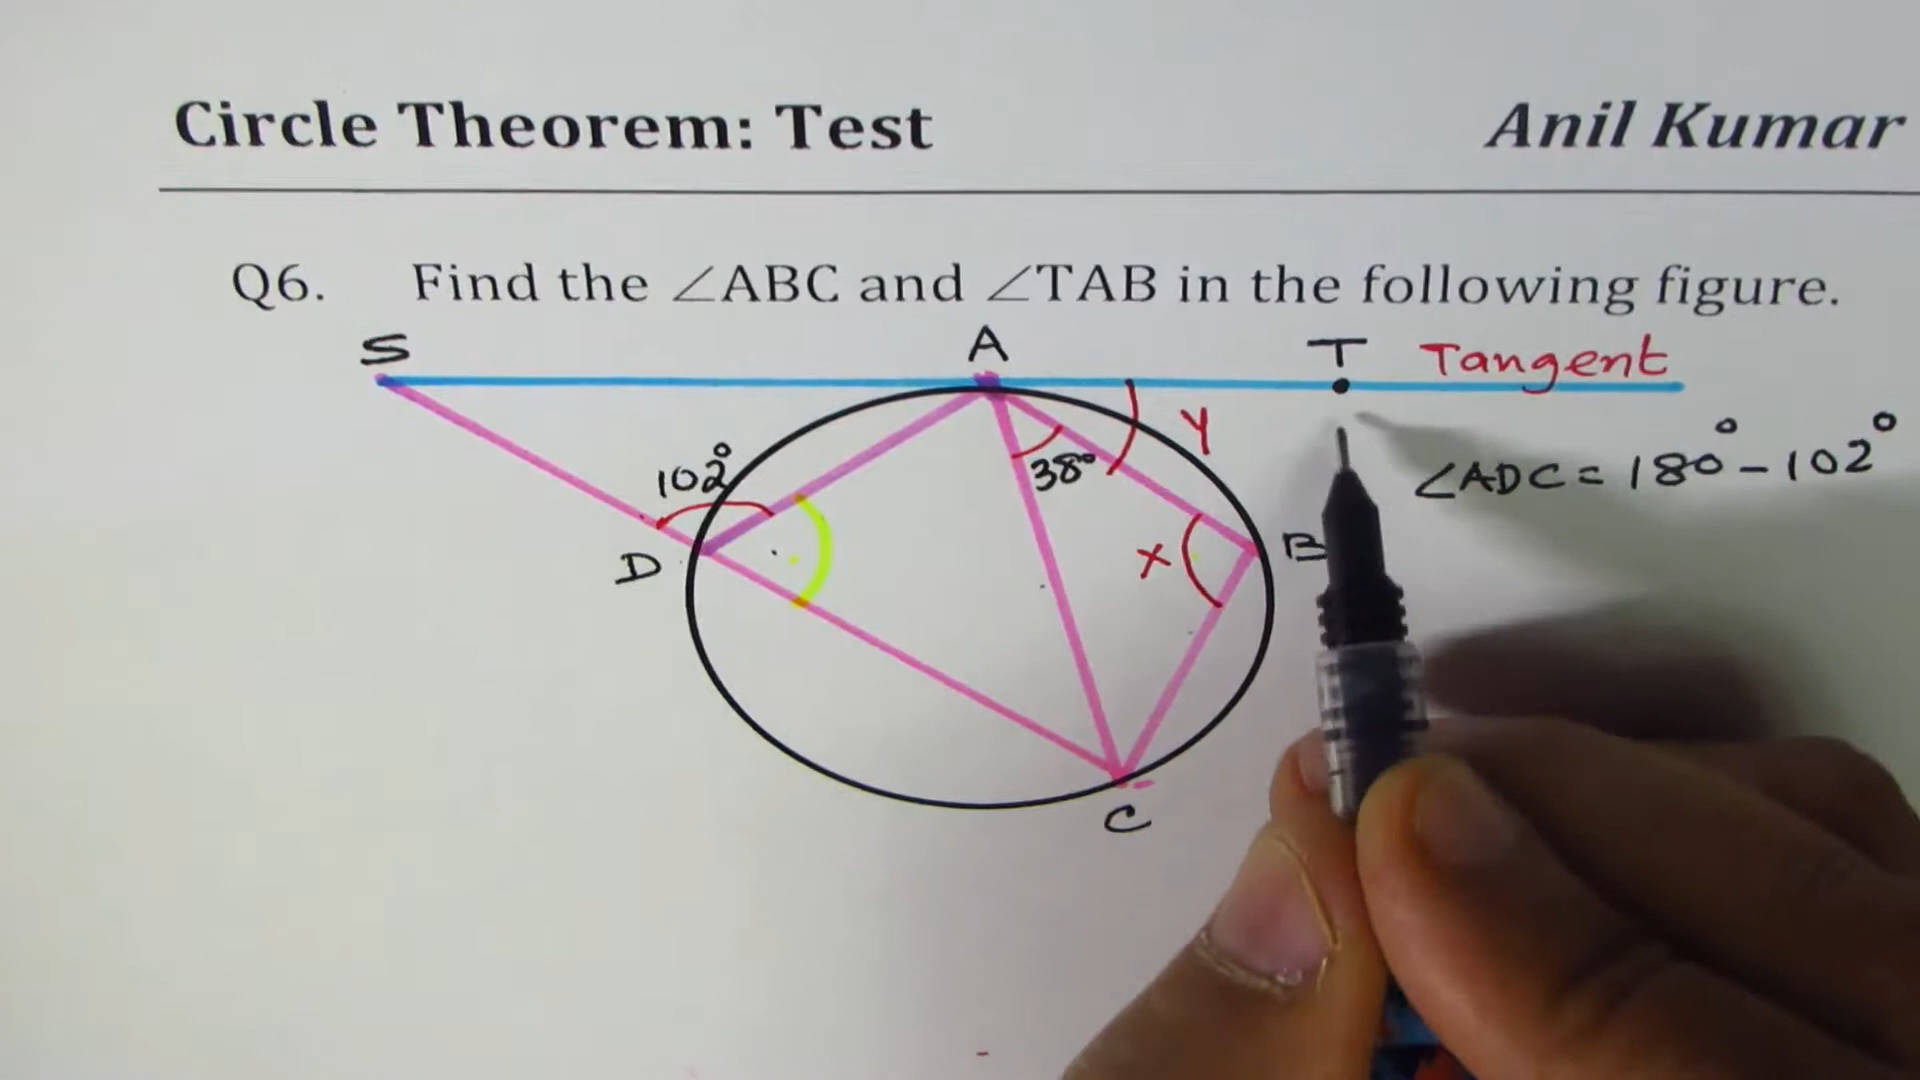 Circle Theorem: Test
Anil Kumar
Q6. Find the ∠ABC and ∠TAB in the following figure.
S
A
T
Tangent
102°
38°
Y
∠ADC = 180° - 102°
D
X
B
C